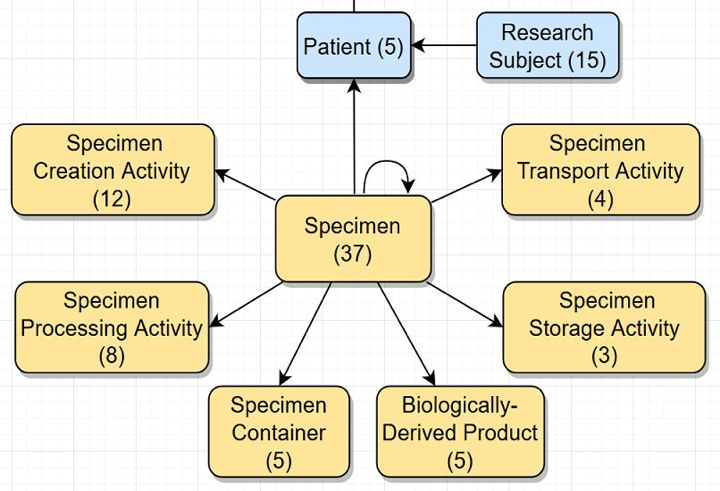 Patient (5)
Research
Subject (15)
Specimen
Creation Activity
(12)
Specimen
Transport Activity
(4)
Specimen
(37)
Specimen
Processing Activity
(8)
Specimen
Storage Activity
(3)
Specimen
Container
(5)
Biologically-
Derived Product
(5)